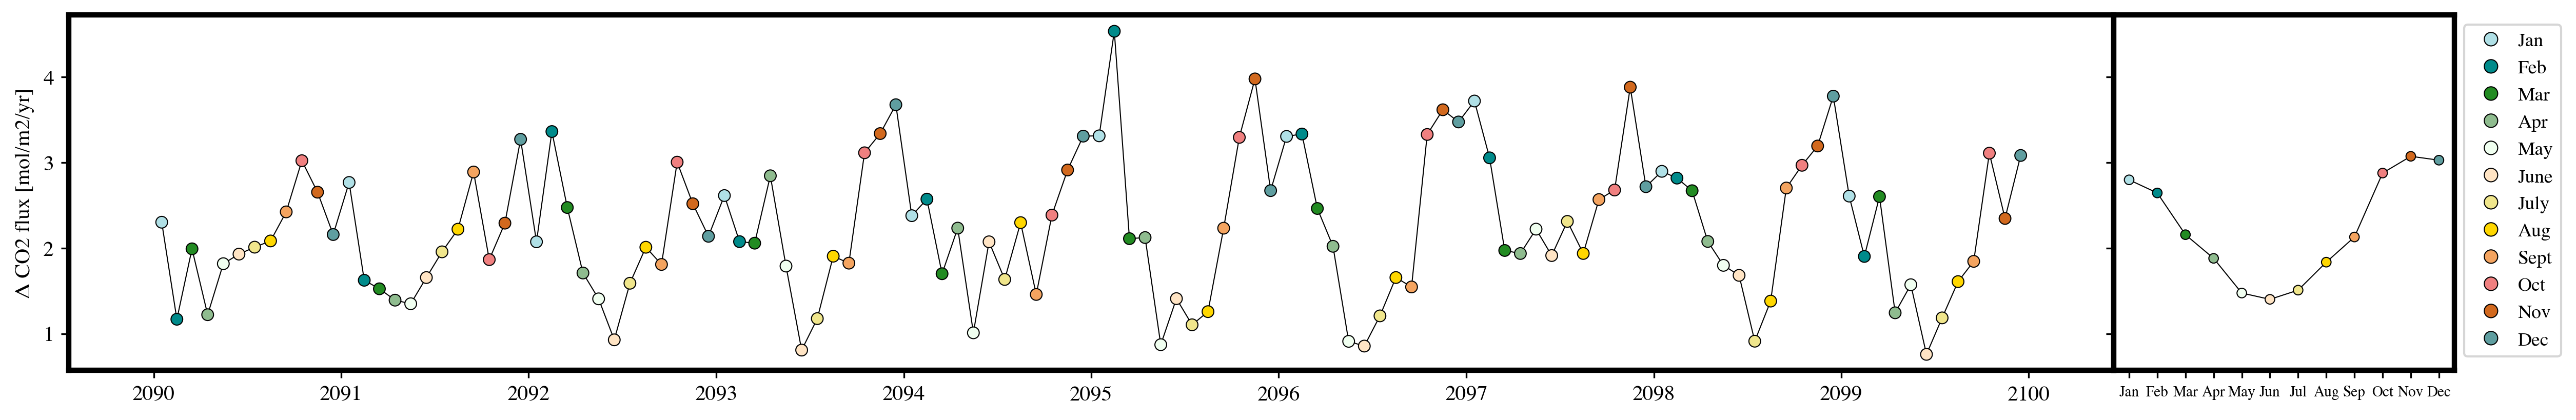 Δ CO2 flux [mol/m2/yr]
4
3
2
1
2090 2091 2092 2093 2094 2095 2096 2097 2098 2099 2100
Jan Feb Mar Apr May Jun Jul Aug Sep Oct Nov Dec
Jan
Feb
Mar
Apr
May
June
July
Aug
Sept
Oct
Nov
Dec